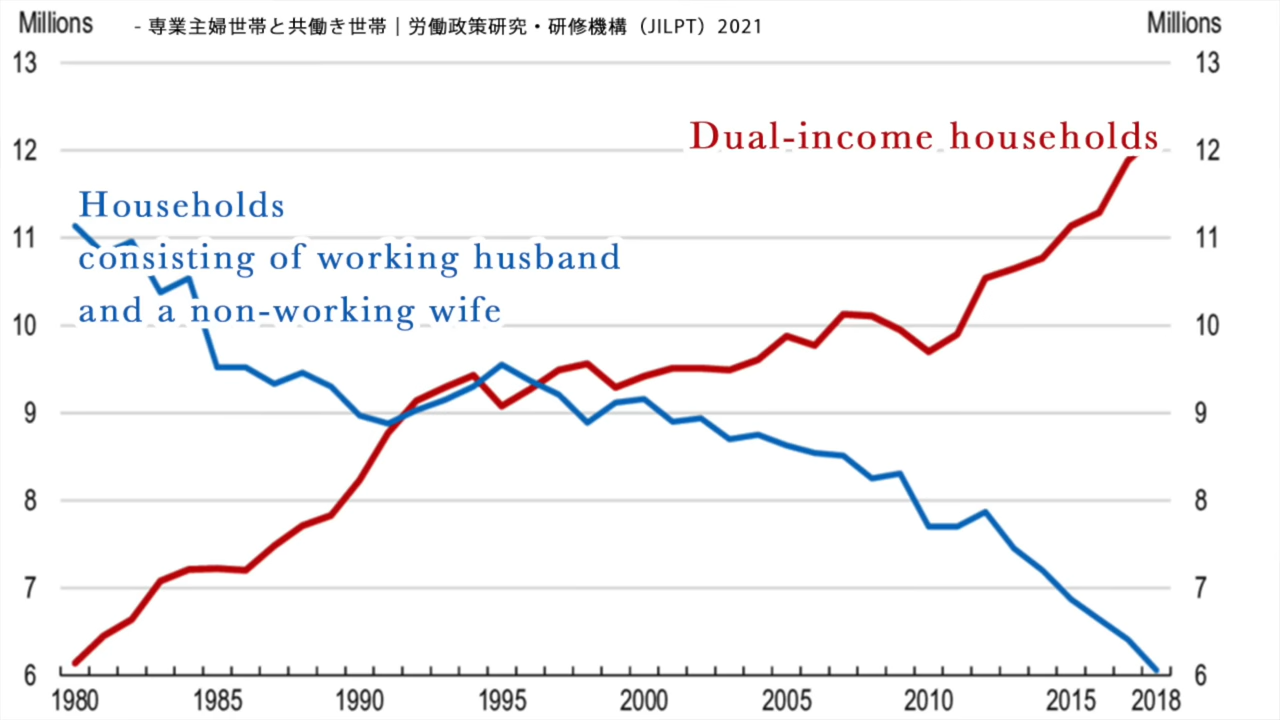 Millions
- 専業主婦世帯と共働き世帯｜労働政策研究・研修機構（JILPT）2021
Millions
13
13
Dual-income households
12
12
Households
11
11
consisting of working husband
and a non-working wife
10
10
9
9
8
8
7
7
6
6
1980 1985 1990 1995 2000 2005 2010 2015 2018